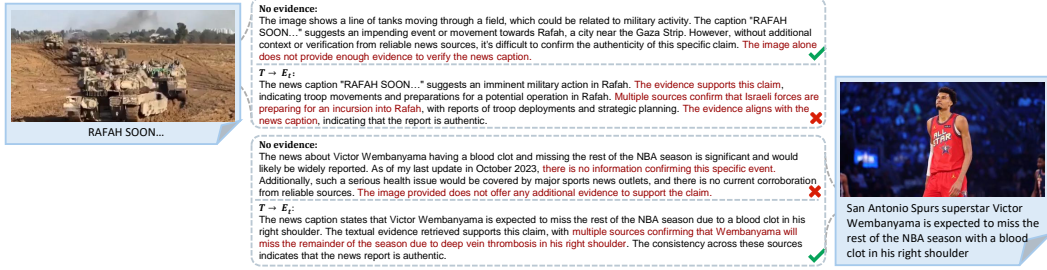 RAFAH SOON...
No evidence:
The image shows a line of tanks moving through a field, which could be related to military activity. The caption "RAFAH
SOON…" suggests an impending event or movement towards Rafah, a city near the Gaza Strip. However, without additional
context or verification from reliable news sources, it's difficult to confirm the authenticity of this specific claim. The image alone
does not provide enough evidence to verify the news caption.
T → Eₜ:
The news caption "RAFAH SOON…" suggests an imminent military action in Rafah. The evidence supports this claim,
indicating troop movements and preparations for a potential operation in Rafah. Multiple sources confirm that Israeli forces are
preparing for an incursion into Rafah, with reports of troop deployments and strategic planning. The evidence aligns with the
news caption, indicating that the report is authentic.
No evidence:
The news about Victor Wembanyama having a blood clot and missing the rest of the NBA season is significant and would
likely be widely reported. As of my last update in October 2023, there is no information confirming this specific event.
Additionally, such a serious health issue would be covered by major sports news outlets, and there is no current corroboration
from reliable sources. The image provided does not offer any additional evidence to support the claim.
T → Eₜ:
The news caption states that Victor Wembanyama is expected to miss the rest of the NBA season due to a blood clot in his
right shoulder. The textual evidence retrieved supports this claim, with multiple sources confirming that Wembanyama will
miss the remainder of the season due to deep vein thrombosis in his right shoulder. The consistency across these sources
indicates that the news report is authentic.
ALL
STAR
San Antonio Spurs superstar Victor
Wembanyama is expected to miss the
rest of the NBA season with a blood
clot in his right shoulder